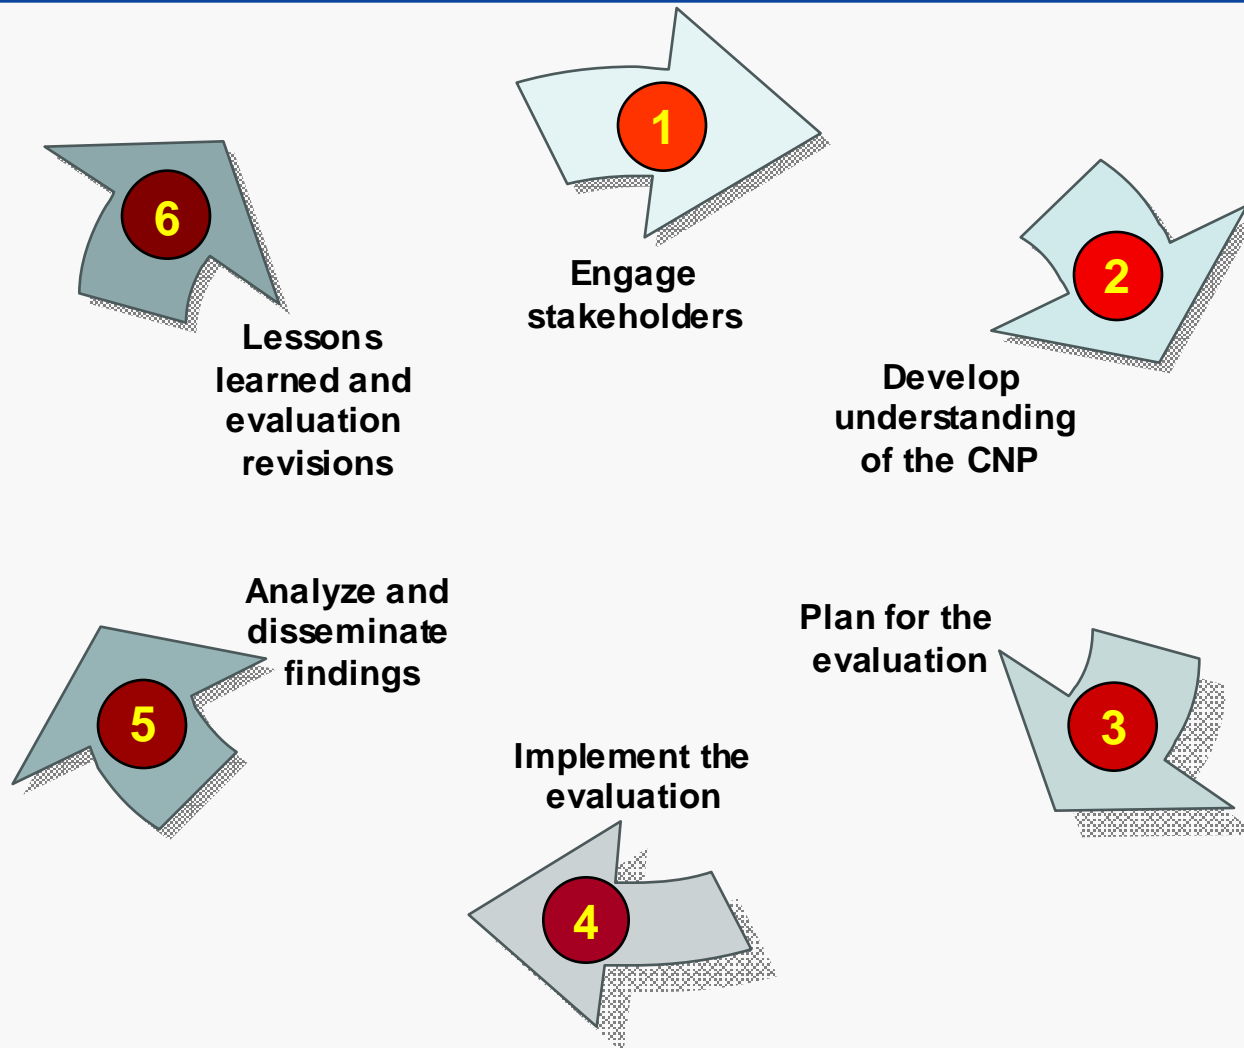 1
Engage
stakeholders
2
Develop
understanding
of the CNP
3
Plan for the
evaluation
4
Implement the
evaluation
5
Analyze and
disseminate
findings
6
Lessons
learned and
evaluation
revisions